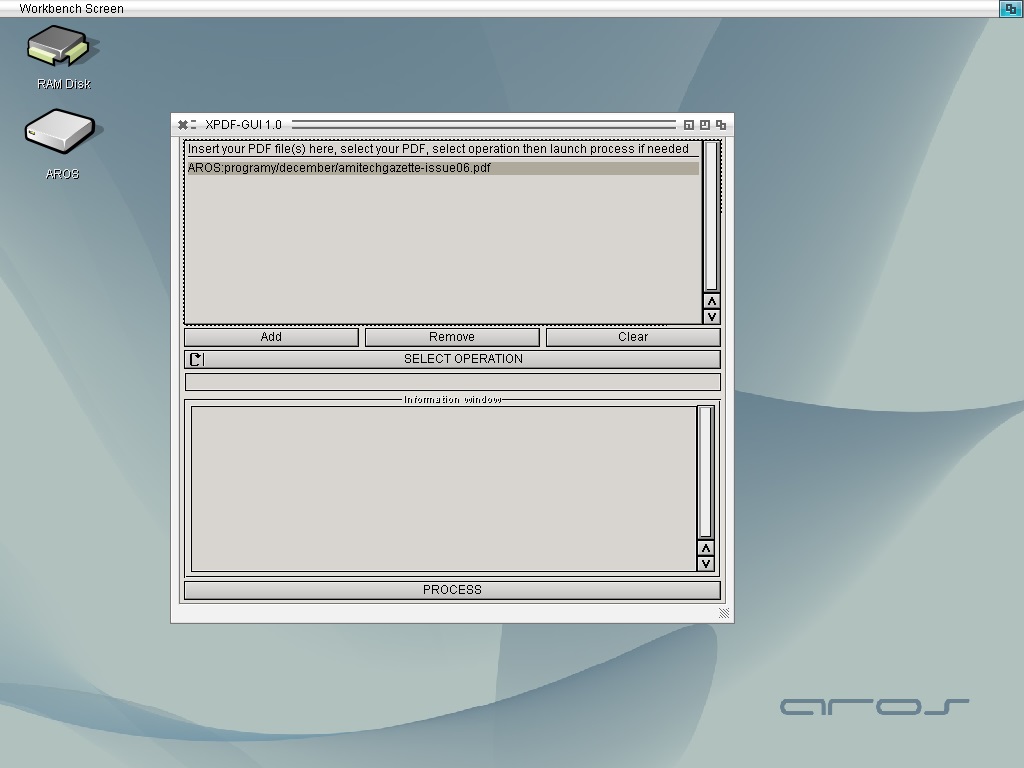 Workbench Screen
RAM Disk
AROS
XPDF-GUI 1.0
Insert your PDF file(s) here, select your PDF, select operation then launch process if needed
AROS:programy/december/amitechgazette-issue06.pdf
Add Remove Clear
SELECT OPERATION
Information window
PROCESS
aros